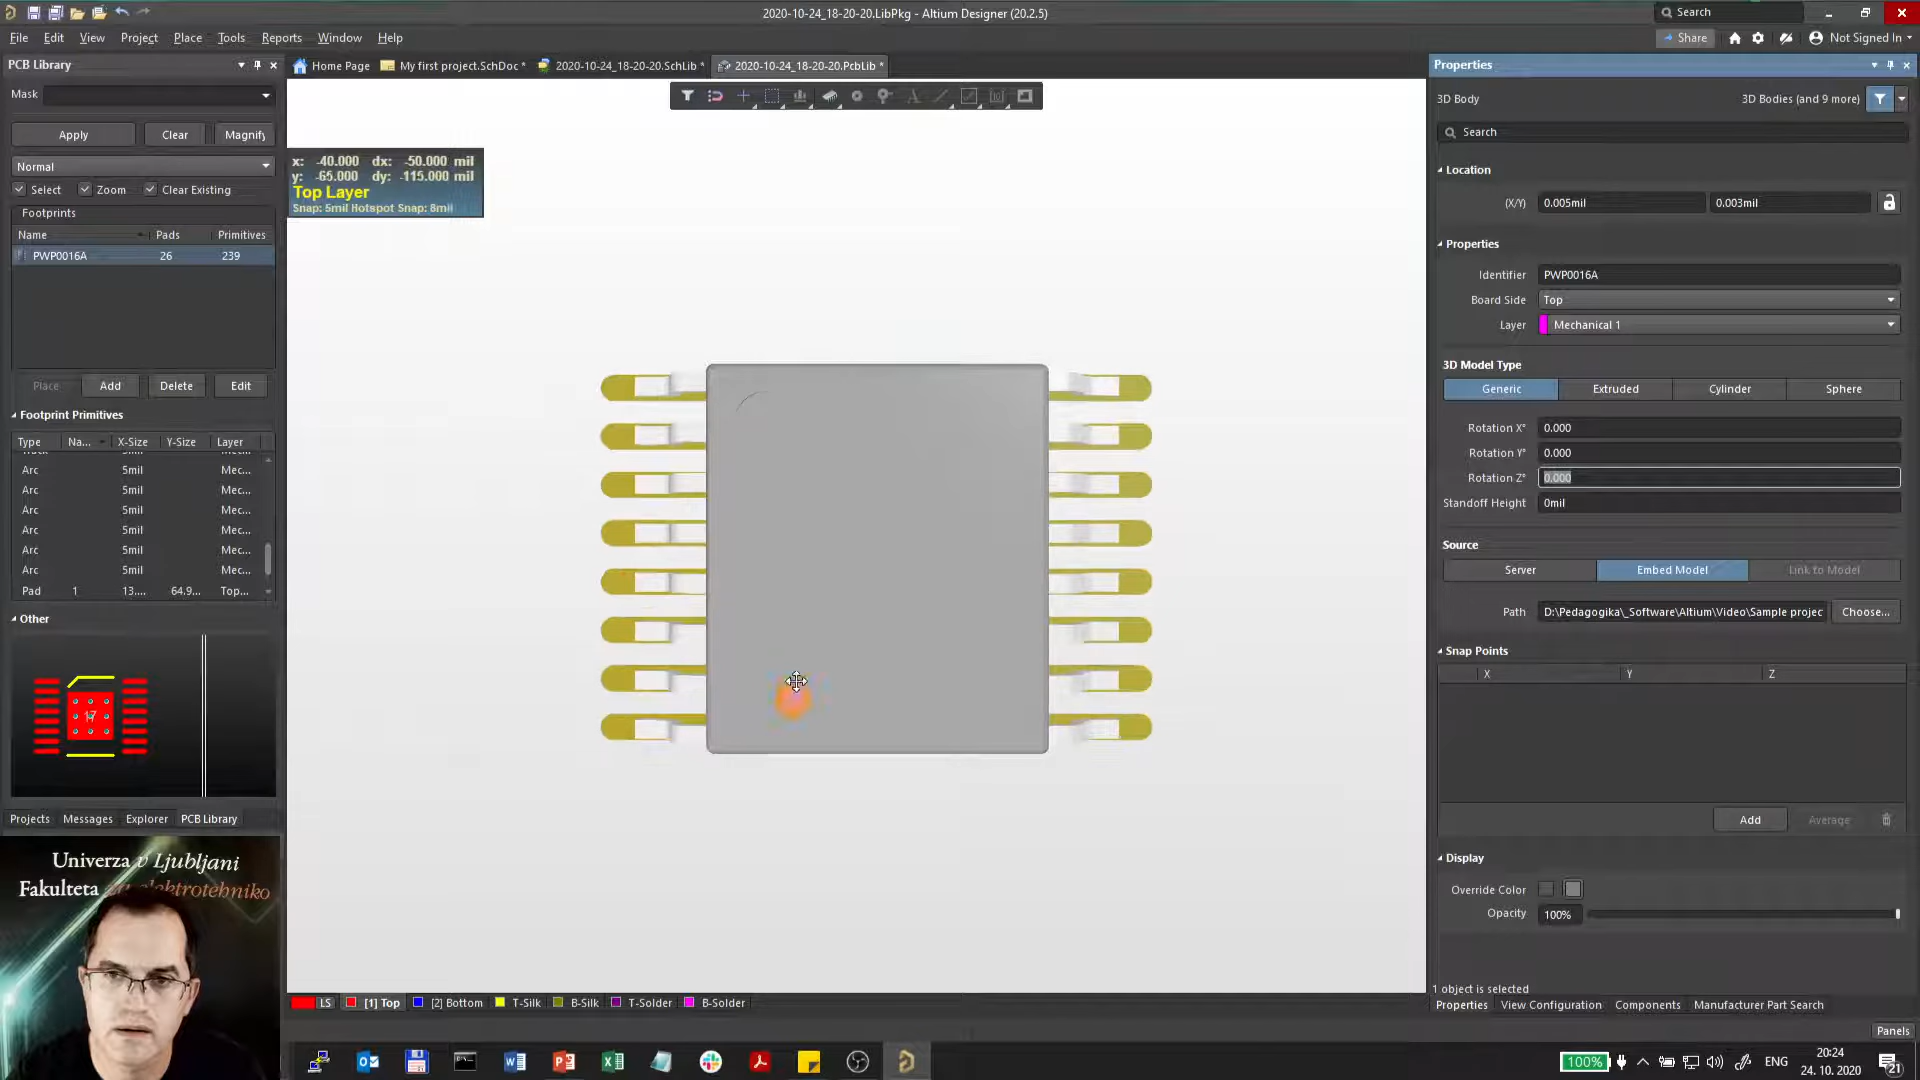 2020-10-24_18-20-20.LibPkg - Altium Designer (20.2.5)
Search
File Edit View Project Place Tools Reports Window Help
Share
Not Signed In
PCB Library
Home Page
My first project.SchDoc *
2020-10-24_18-20-20.SchLib *
2020-10-24_18-20-20.PcbLib *
Properties
Mask
3D Body
3D Bodies (and 9 more)
Apply
Clear
Magnify
Search
Normal
x: -40.000 dx: -50.000 mil
y: -65.000 dy: -115.000 mil
Top Layer
Snap: 5mil Hotspot Snap: 8mil
Select
Zoom
Clear Existing
Location
(X/Y) 0.005mil 0.003mil
Footprints
Name Pads Primitives
PWP0016A 26 239
Properties
Identifier PWP0016A
Board Side Top
Layer Mechanical 1
3D Model Type
Place Add Delete Edit
Generic Extruded Cylinder Sphere
Footprint Primitives
Rotation X° 0.000
Type Na... X-Size Y-Size Layer
Rotation Y° 0.000
Arc 5mil Mec...
Rotation Z° 0.000
Arc 5mil Mec...
Standoff Height 0mil
Arc 5mil Mec...
Arc 5mil Mec...
Source
Arc 5mil Mec...
Arc 5mil Mec...
Server Embed Model Link to Model
Pad 1 13.... 64.9... Top...
Path D:\Pedagogika\_Software\Altium\Video\Sample projec Choose...
Other
Snap Points
X Y Z
17
Projects Messages Explorer PCB Library
Add Average
Univerza v Ljubljani
Fakulteta za elektrotehniko
Display
Override Color
Opacity 100%
1 object is selected
LS [1] Top [2] Bottom T-Silk B-Silk T-Solder B-Solder
Properties View Configuration Components Manufacturer Part Search
Panels
100%
ENG
20:24
24. 10. 2020
21